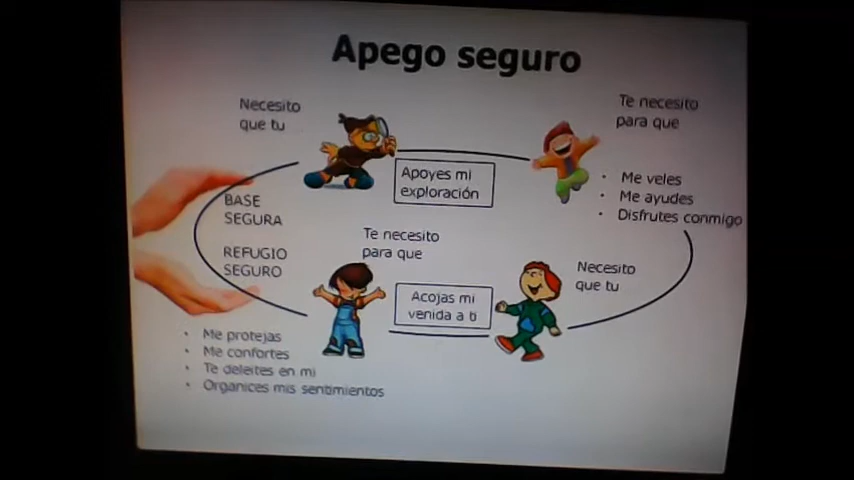 Apego seguro
Necesito
que tu
Te necesito
para que
Apoyes mi
exploración
• Me veles
• Me ayudes
• Disfrutes conmigo
BASE
SEGURA
REFUGIO
SEGURO
Te necesito
para que
Acojas mi
venida a ti
Necesito
que tu
• Me protejas
• Me confortes
• Te deleites en mi
• Organices mis sentimientos